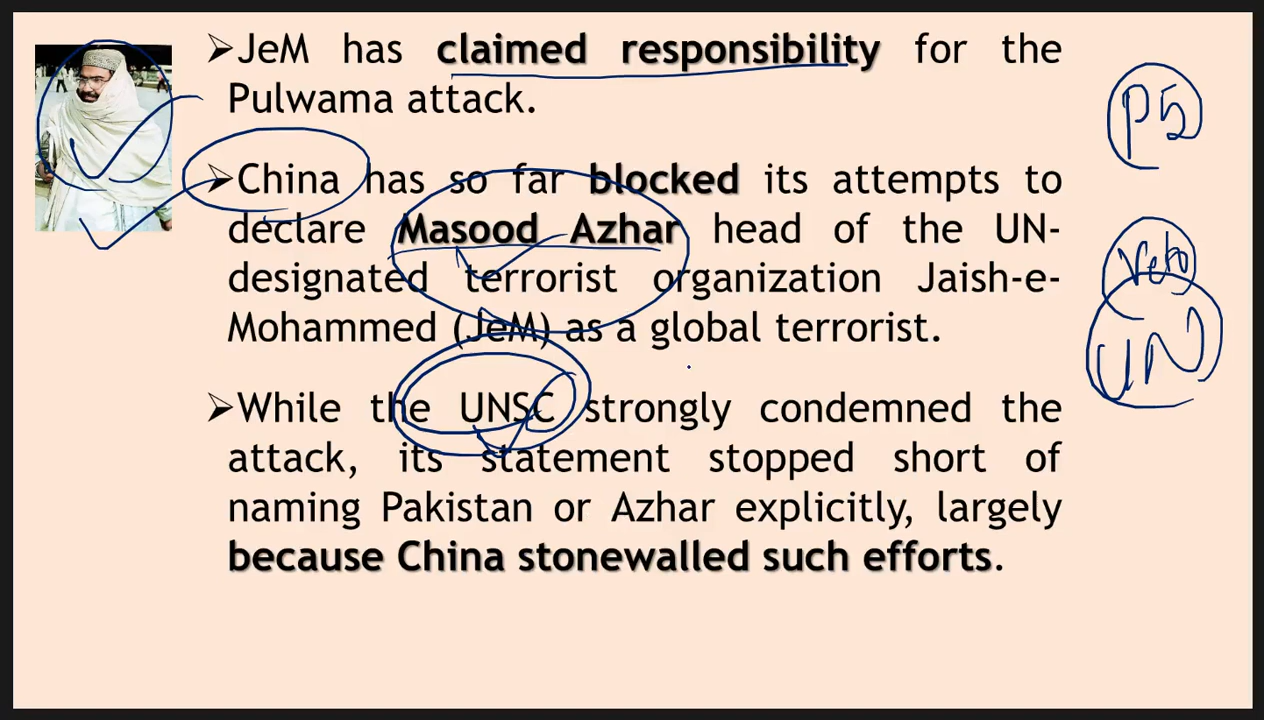 ➢JeM has claimed responsibility for the
Pulwama attack.
➢China has so far blocked its attempts to
declare Masood Azhar head of the UN-
designated terrorist organization Jaish-e-
Mohammed (JeM) as a global terrorist.
➢While the UNSC strongly condemned the
attack, its statement stopped short of
naming Pakistan or Azhar explicitly, largely
because China stonewalled such efforts.
P5
Veto
UN